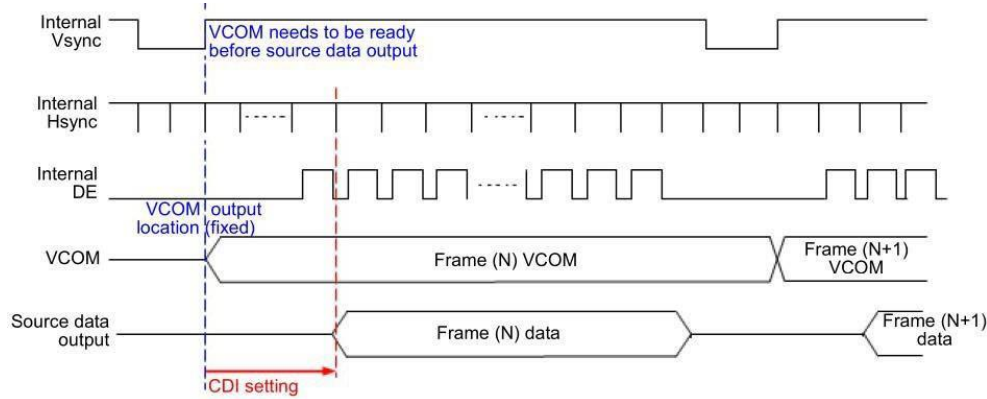 Internal
Vsync
VCOM needs to be ready
before source data output
Internal
Hsync
Internal
DE
VCOM output
location (fixed)
VCOM
Frame (N) VCOM
Frame (N+1)
VCOM
Source data
output
Frame (N) data
Frame (N+1)
data
CDI setting